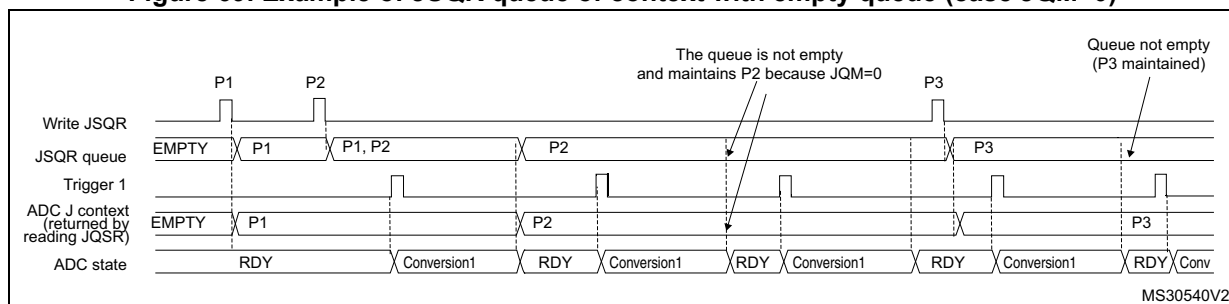 Figure 69. Example of JSQR queue of context with empty queue (case JQM=0)
The queue is not empty
and maintains P2 because JQM=0
Queue not empty
(P3 maintained)
P1 P2 P3
Write JSQR
JSQR queue EMPTY P1 P1, P2 P2 P3
Trigger 1
ADC J context
(returned by
reading JQSR) EMPTY P1 P2 P3
ADC state RDY Conversion1 RDY Conversion1 RDY Conversion1 RDY Conversion1 RDY Conv
MS30540V2